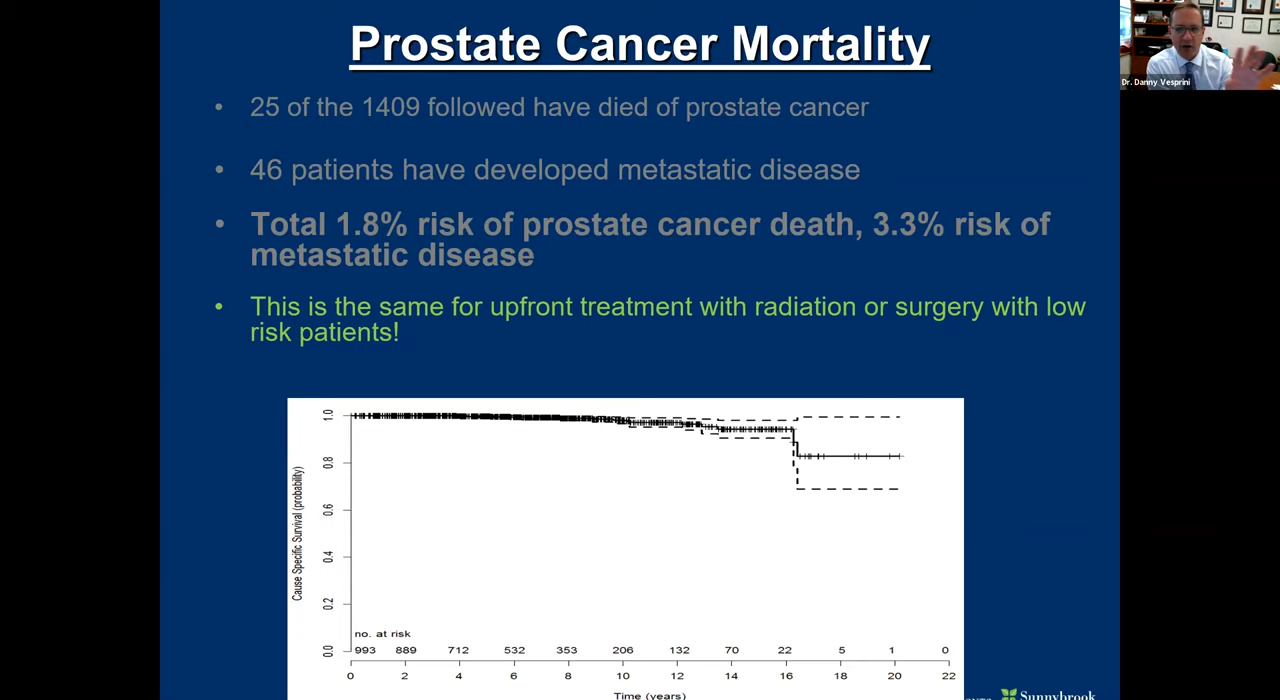 Prostate Cancer Mortality
Dr. Danny Vesprini
• 25 of the 1409 followed have died of prostate cancer
• 46 patients have developed metastatic disease
• Total 1.8% risk of prostate cancer death, 3.3% risk of
metastatic disease
• This is the same for upfront treatment with radiation or surgery with low
risk patients!
Cause Specific Survival (probability)
1.0
0.8
0.6
0.4
0.2
0.0
no. at risk
993 889 712 532 353 206 132 70 22 5 1 0
0 2 4 6 8 10 12 14 16 18 20 22
Time (years)
Sunnybrook